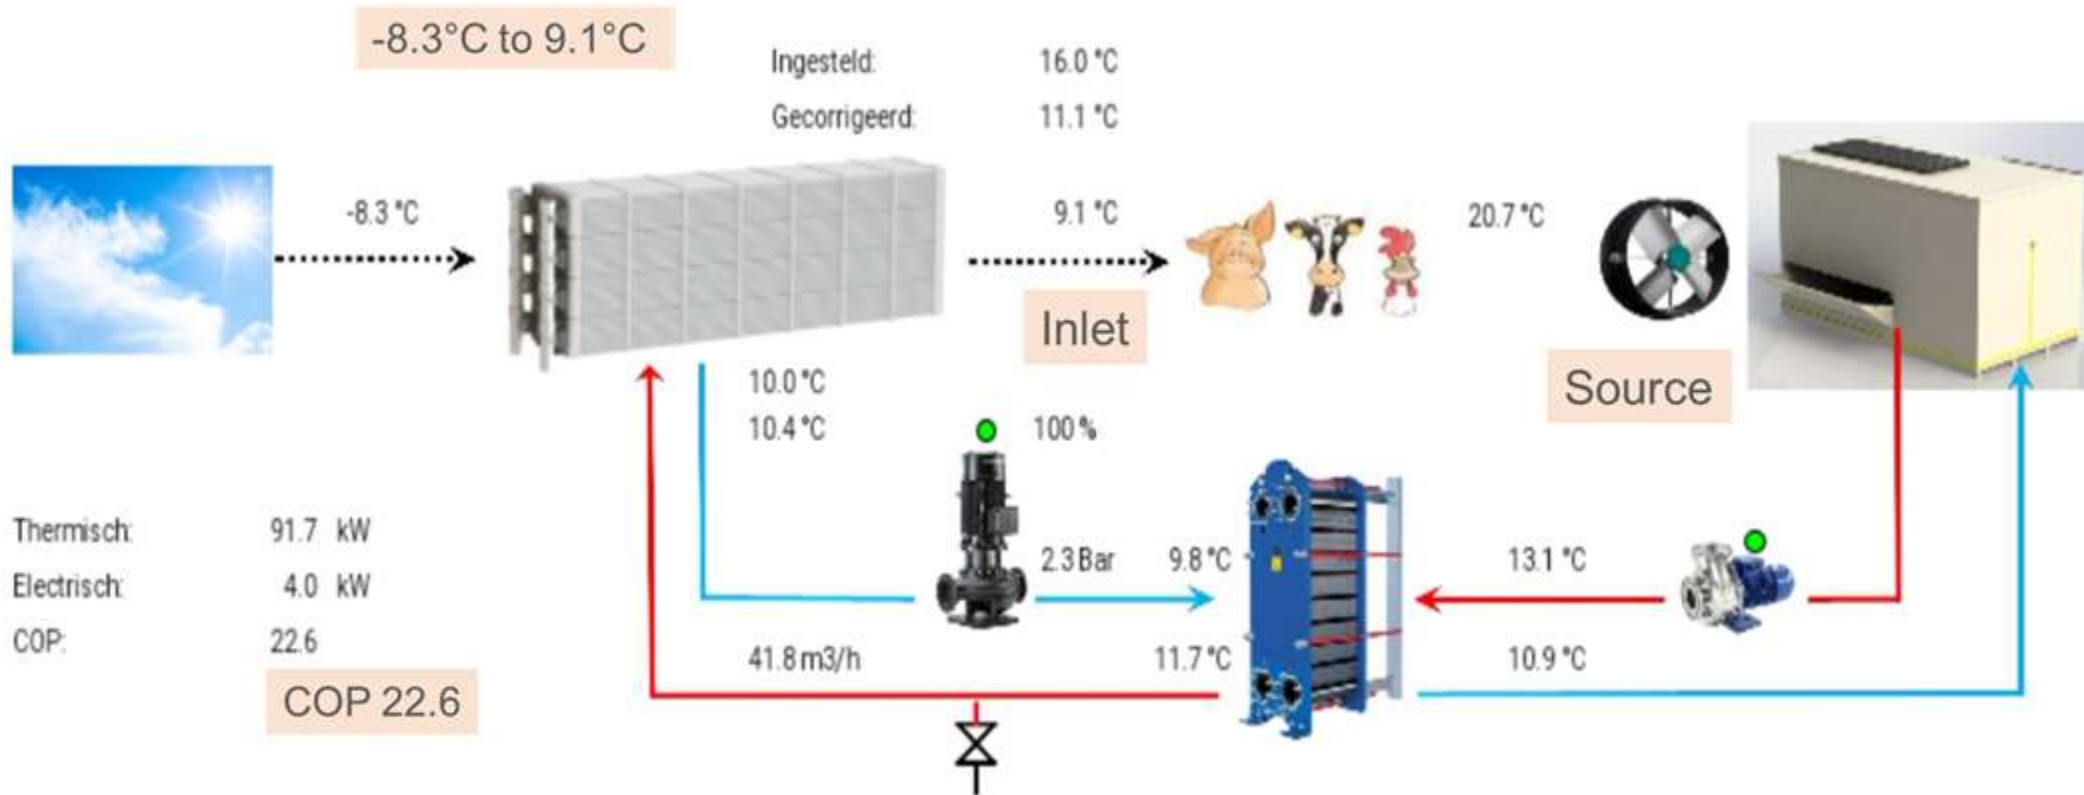 -8.3°C to 9.1°C
Ingesteld: 16.0 °C
Gecorrigeerd: 11.1 °C
-8.3 °C
9.1 °C
20.7 °C
Inlet
Source
10.0 °C
10.4 °C
100 %
Thermisch: 91.7 kW
Electrisch: 4.0 kW
COP: 22.6
COP 22.6
2.3 Bar
9.8 °C
13.1 °C
41.8 m3/h
11.7 °C
10.9 °C